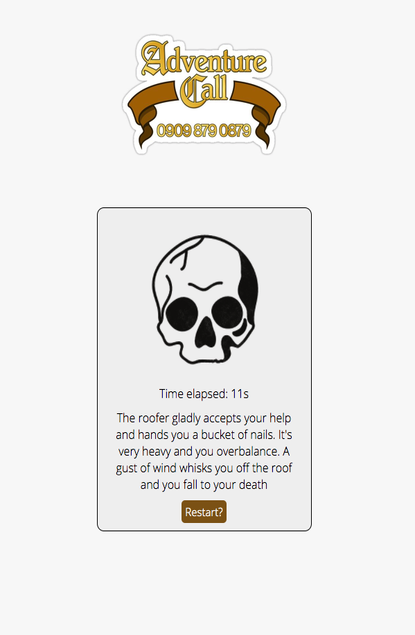 Adventure
Call
0909 879 0879
Time elapsed: 11s
The roofer gladly accepts your help
and hands you a bucket of nails. It's
very heavy and you overbalance. A
gust of wind whisks you off the roof
and you fall to your death
Restart?